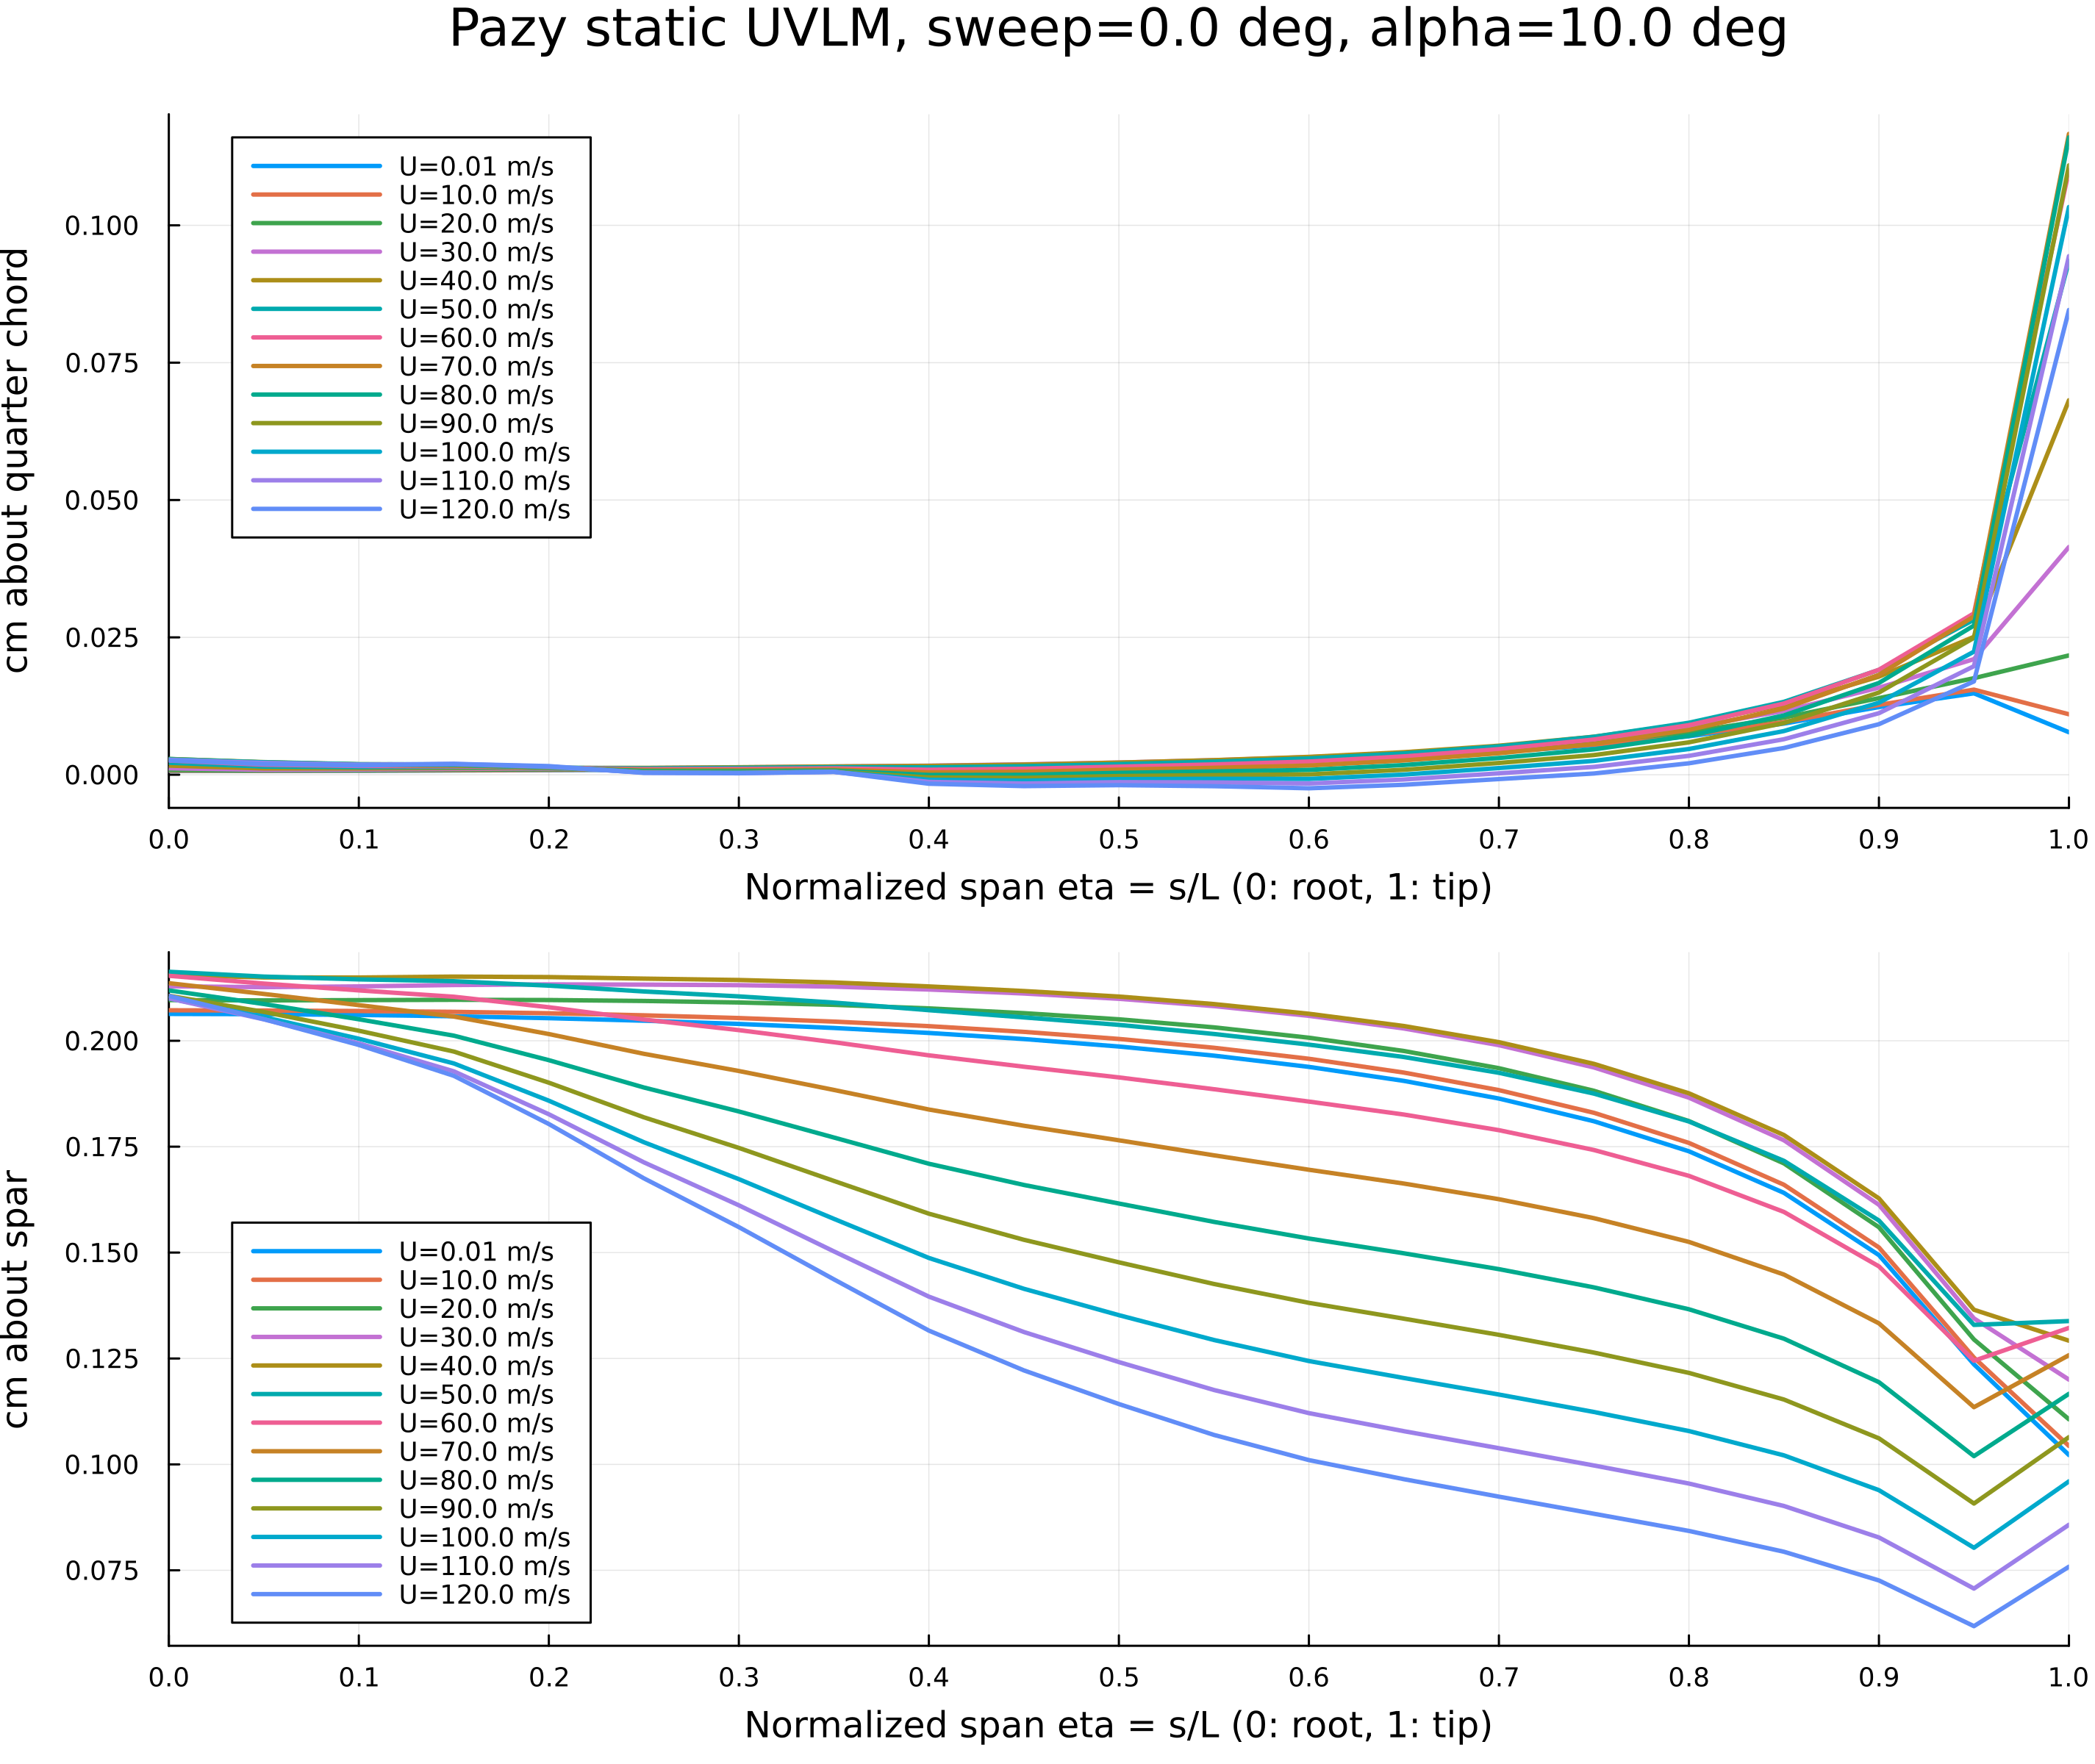 Pazy static UVLM, sweep=0.0 deg, alpha=10.0 deg
cm about quarter chord
0.100
0.075
0.050
0.025
0.000
U=0.01 m/s
U=10.0 m/s
U=20.0 m/s
U=30.0 m/s
U=40.0 m/s
U=50.0 m/s
U=60.0 m/s
U=70.0 m/s
U=80.0 m/s
U=90.0 m/s
U=100.0 m/s
U=110.0 m/s
U=120.0 m/s
0.0 0.1 0.2 0.3 0.4 0.5 0.6 0.7 0.8 0.9 1.0
Normalized span eta = s/L (0: root, 1: tip)
cm about spar
0.200
0.175
0.150
0.125
0.100
0.075
U=0.01 m/s
U=10.0 m/s
U=20.0 m/s
U=30.0 m/s
U=40.0 m/s
U=50.0 m/s
U=60.0 m/s
U=70.0 m/s
U=80.0 m/s
U=90.0 m/s
U=100.0 m/s
U=110.0 m/s
U=120.0 m/s
0.0 0.1 0.2 0.3 0.4 0.5 0.6 0.7 0.8 0.9 1.0
Normalized span eta = s/L (0: root, 1: tip)